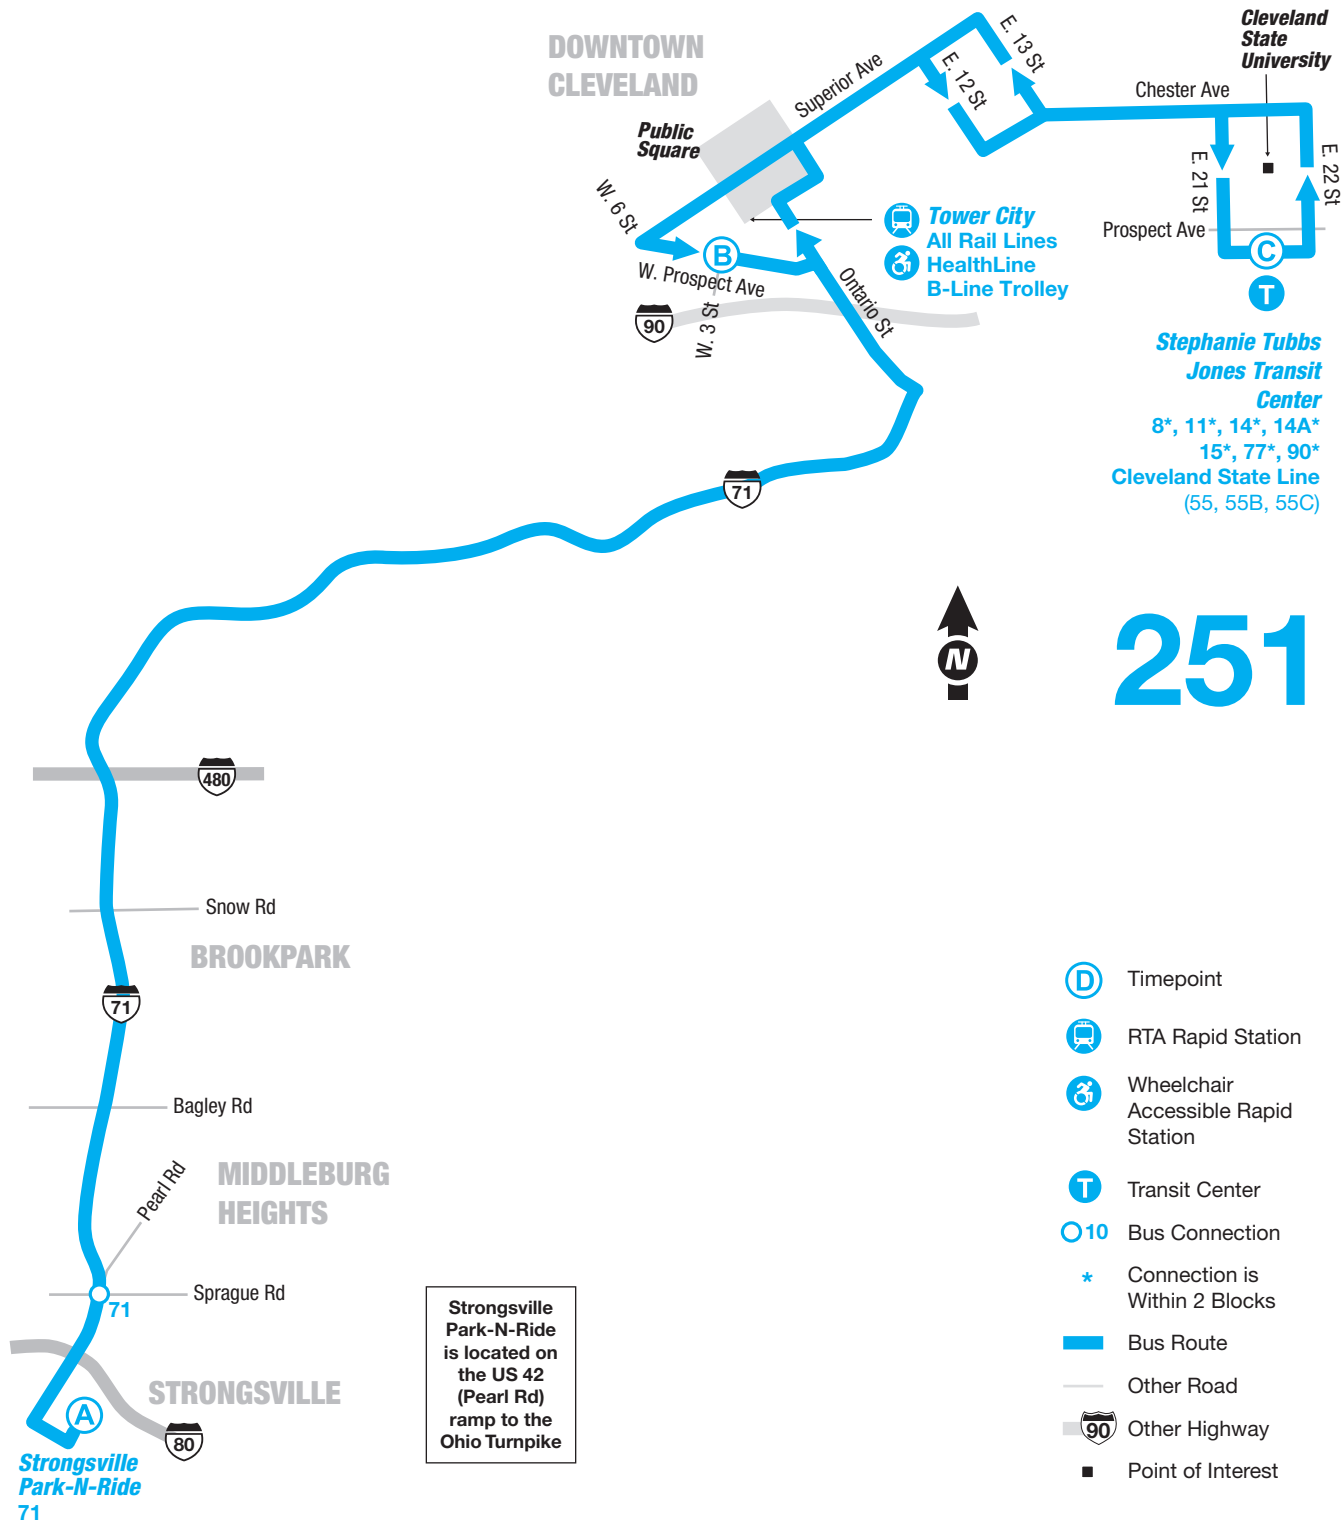 DOWNTOWN
CLEVELAND
Public
Square
Superior Ave
E. 12 St
E. 13 St
Chester Ave
Cleveland
State
University
E. 21 St
E. 22 St
Prospect Ave
C
T
W. 6 St
B
W. Prospect Ave
W. 3 St
90
Ontario St
Tower City
All Rail Lines
HealthLine
B-Line Trolley
Stephanie Tubbs
Jones Transit
Center
8*, 11*, 14*, 14A*
15*, 77*, 90*
Cleveland State Line
(55, 55B, 55C)
71
N
251
480
Snow Rd
BROOKPARK
71
Bagley Rd
Pearl Rd
MIDDLEBURG
HEIGHTS
Sprague Rd
71
STRONGSVILLE
A
80
Strongsville
Park-N-Ride
71
Strongsville
Park-N-Ride
is located on
the US 42
(Pearl Rd)
ramp to the
Ohio Turnpike
D Timepoint
RTA Rapid Station
Wheelchair
Accessible Rapid
Station
T Transit Center
10 Bus Connection
* Connection is
Within 2 Blocks
Bus Route
Other Road
90 Other Highway
Point of Interest